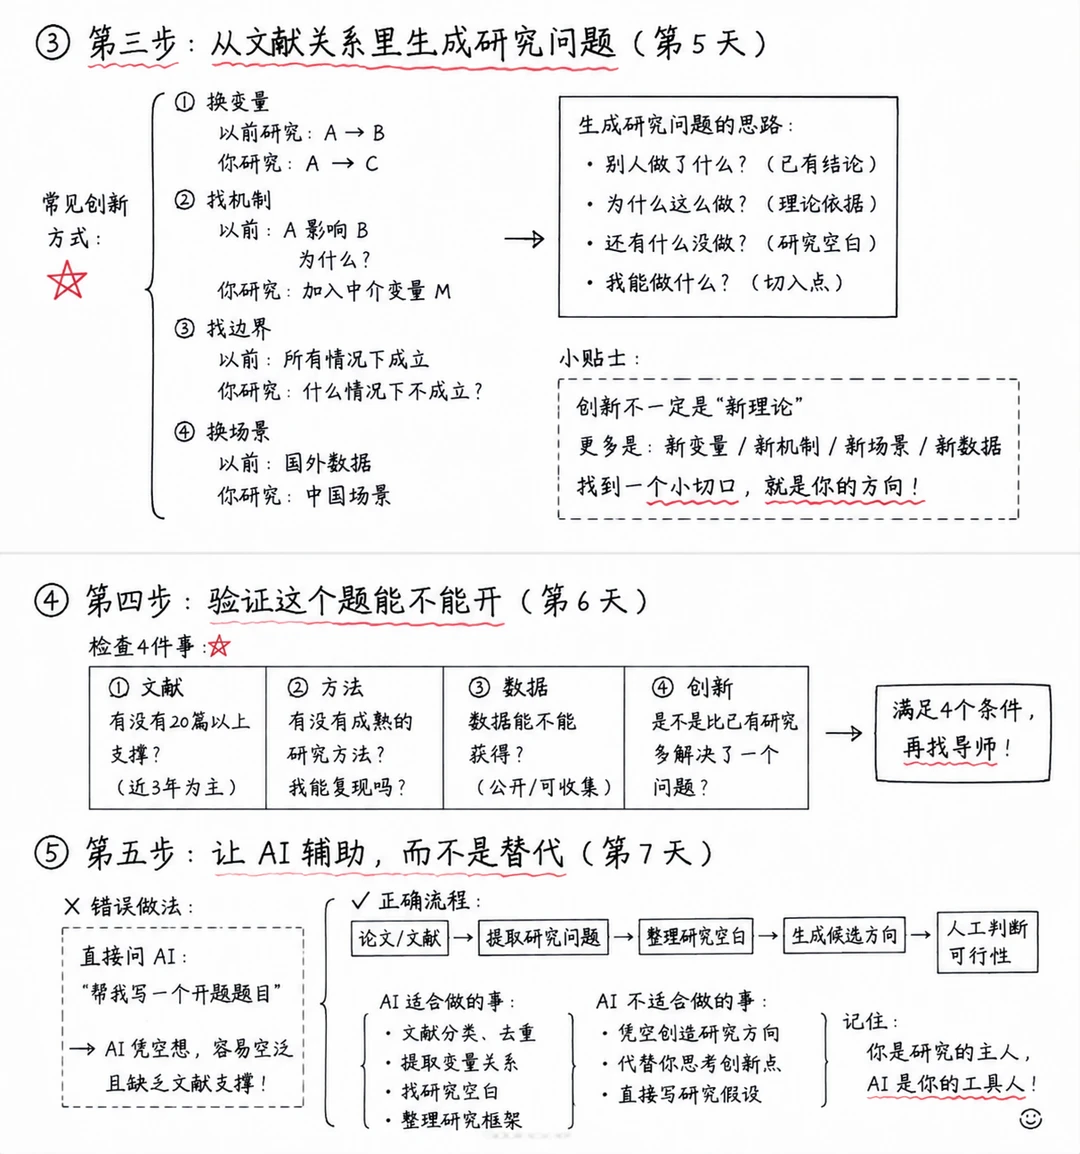 ③ 第三步：从文献关系里生成研究问题（第5天）
常见创新
方式：
① 换变量
以前研究：A → B
你研究：A → C
② 找机制
以前：A 影响 B
为什么？
你研究：加入中介变量 M
③ 找边界
以前：所有情况下成立
你研究：什么情况下不成立？
④ 换场景
以前：国外数据
你研究：中国场景
生成研究问题的思路：
· 别人做了什么？（已有结论）
· 为什么这么做？（理论依据）
· 还有什么没做？（研究空白）
· 我能做什么？（切入点）
小贴士：
创新不一定是“新理论”
更多是：新变量 / 新机制 / 新场景 / 新数据
找到一个小切口，就是你的方向！
④ 第四步：验证这个题能不能开（第6天）
检查4件事：
① 文献
有没有20篇以上
支撑？
（近3年为主）
② 方法
有没有成熟的
研究方法？
我能复现吗？
③ 数据
数据能不能
获得？
（公开/可收集）
④ 创新
是不是比已有研究
多解决了一个
问题？
满足4个条件，
再找导师！
⑤ 第五步：让 AI 辅助，而不是替代（第7天）
✗ 错误做法：
直接问 AI：
“帮我写一个开题题目”
→ AI 凭空想，容易空泛
且缺乏文献支撑！
✓ 正确流程：
论文/文献 → 提取研究问题 → 整理研究空白 → 生成候选方向 → 人工判断
可行性
AI 适合做的事：
· 文献分类、去重
· 提取变量关系
· 找研究空白
· 整理研究框架
AI 不适合做的事：
· 凭空创造研究方向
· 代替你思考创新点
· 直接写研究假设
记住：
你是研究的主人，
AI 是你的工具人！